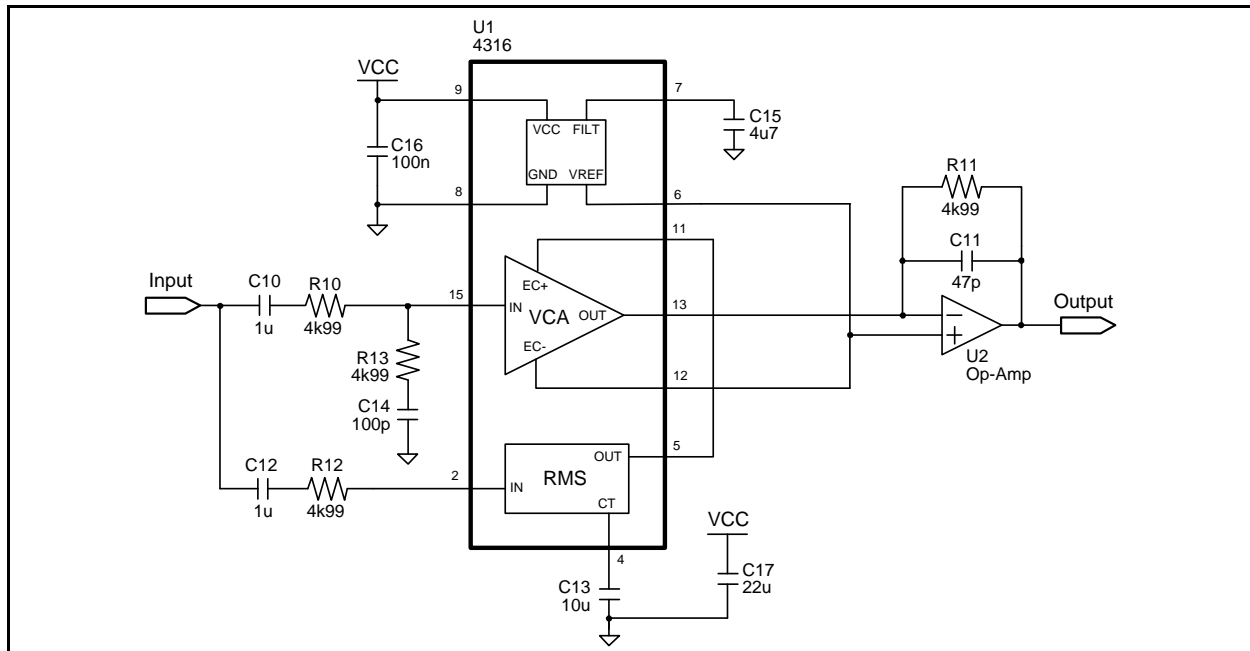 U1
4316
VCC
9
7
C15
4u7
VCC
FILT
C16
100n
GND
VREF
8
6
R11
4k99
11
C11
47p
Input
C10
1u
R10
4k99
15
IN
EC+
VCA
OUT
EC-
13
Output
U2
Op-Amp
R13
4k99
12
C14
100p
5
OUT
C12
1u
R12
4k99
2
IN
RMS
CT
4
VCC
C13
10u
C17
22u